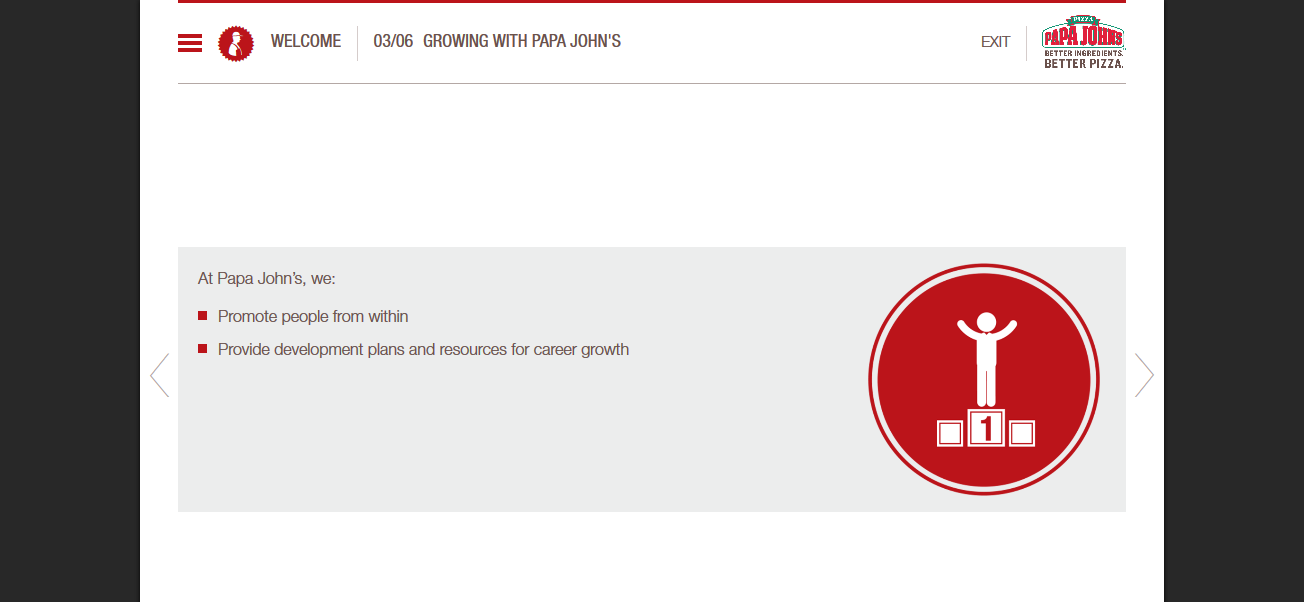 WELCOME
03/06 GROWING WITH PAPA JOHN'S
EXIT
PIZZA
PAPA JOHN'S
BETTER INGREDIENTS.
BETTER PIZZA.
At Papa John’s, we:
Promote people from within
Provide development plans and resources for career growth
1